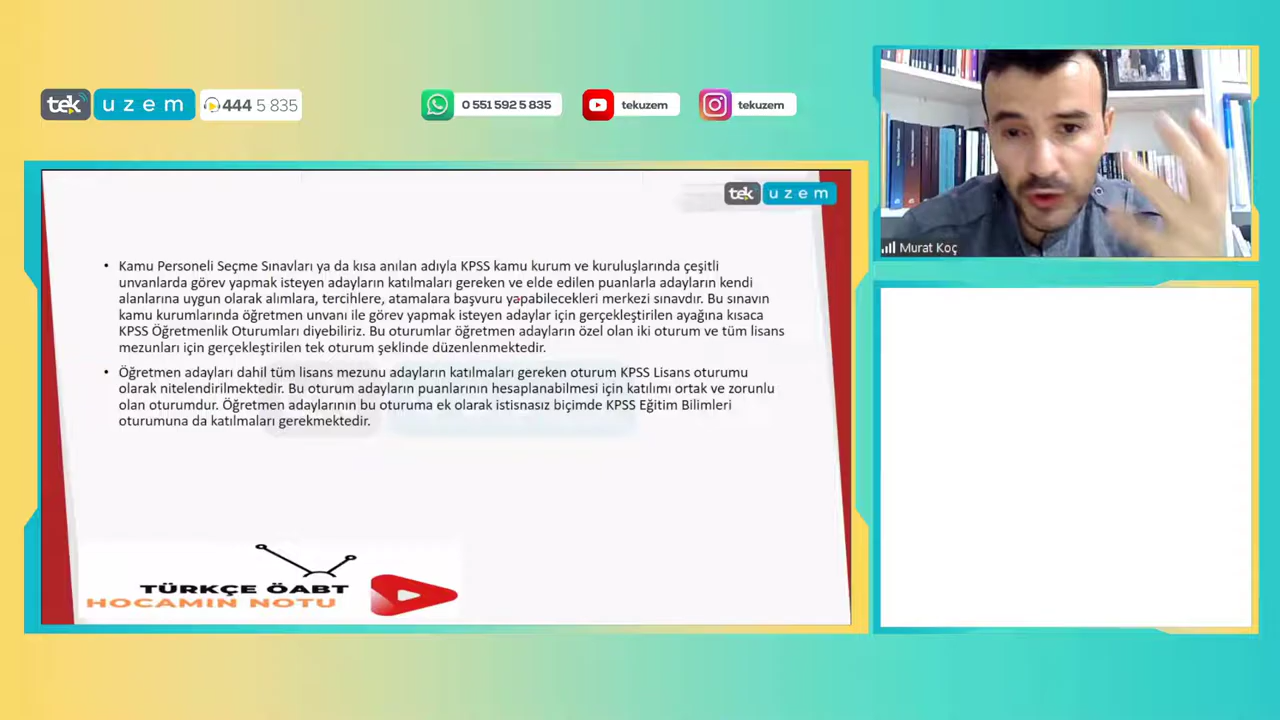 tek uzem 444 5 835
0 551 592 5 835
tekuzem
tekuzem
Murat Koç
tek uzem
• Kamu Personeli Seçme Sınavları ya da kısa anılan adıyla KPSS kamu kurum ve kuruluşlarında çeşitli
unvanlarda görev yapmak isteyen adayların katılmaları gereken ve elde edilen puanlarla adayların kendi
alanlarına uygun olarak alımlara, tercihlere, atamalara başvuru yapabilecekleri merkezi sınavdır. Bu sınavın
kamu kurumlarında öğretmen unvanı ile görev yapmak isteyen adaylar için gerçekleştirilen ayağına kısaca
KPSS Öğretmenlik Oturumları diyebiliriz. Bu oturumlar öğretmen adayların özel olan iki oturum ve tüm lisans
mezunları için gerçekleştirilen tek oturum şeklinde düzenlenmektedir.
• Öğretmen adayları dahil tüm lisans mezunu adayların katılmaları gereken oturum KPSS Lisans oturumu
olarak nitelendirilmektedir. Bu oturum adayların puanlarının hesaplanabilmesi için katılımı ortak ve zorunlu
olan oturumdur. Öğretmen adaylarının bu oturuma ek olarak istisnasız biçimde KPSS Eğitim Bilimleri
oturumuna da katılmaları gerekmektedir.
TÜRKÇE ÖABT
HOCAMIN NOTU